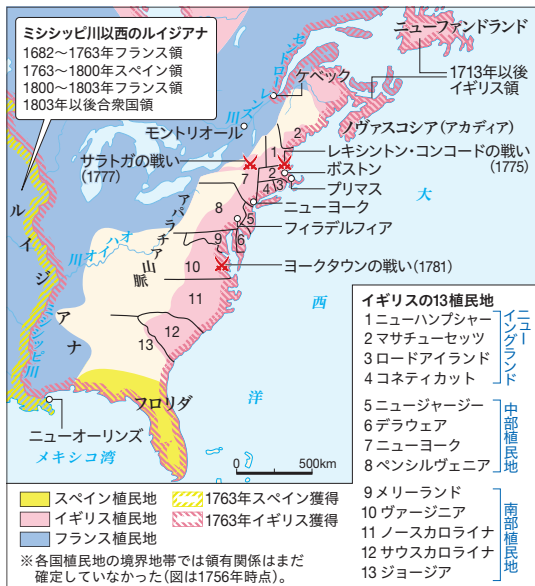 ミシシッピ川以西のルイジアナ
1682～1763年フランス領
1763～1800年スペイン領
1800～1803年フランス領
1803年以後合衆国領
ニューファンドランド
1713年以後
イギリス領
セントローレンス川
ケベック
モントリオール
ノヴァスコシア(アカディア)
サラトガの戦い
(1777)
レキシントン・コンコードの戦い
(1775)
ボストン
プリマス
ニューヨーク
フィラデルフィア
ヨークタウンの戦い(1781)
アパラチア山脈
オハイオ川
ルイジアナ
ミシシッピ川
大西洋
フロリダ
ニューオーリンズ
メキシコ湾
2
1
2
7
4
3
8
5
9
6
10
11
12
13
0 500km
イギリスの13植民地
1 ニューハンプシャー
2 マサチューセッツ
3 ロードアイランド
4 コネティカット
ニューイングランド
5 ニュージャージー
6 デラウェア
7 ニューヨーク
8 ペンシルヴェニア
中部植民地
9 メリーランド
10 ヴァージニア
11 ノースカロライナ
12 サウスカロライナ
13 ジョージア
南部植民地
スペイン植民地
イギリス植民地
フランス植民地
1763年スペイン獲得
1763年イギリス獲得
※各国植民地の境界地帯では領有関係はまだ
確定していなかった(図は1756年時点)。